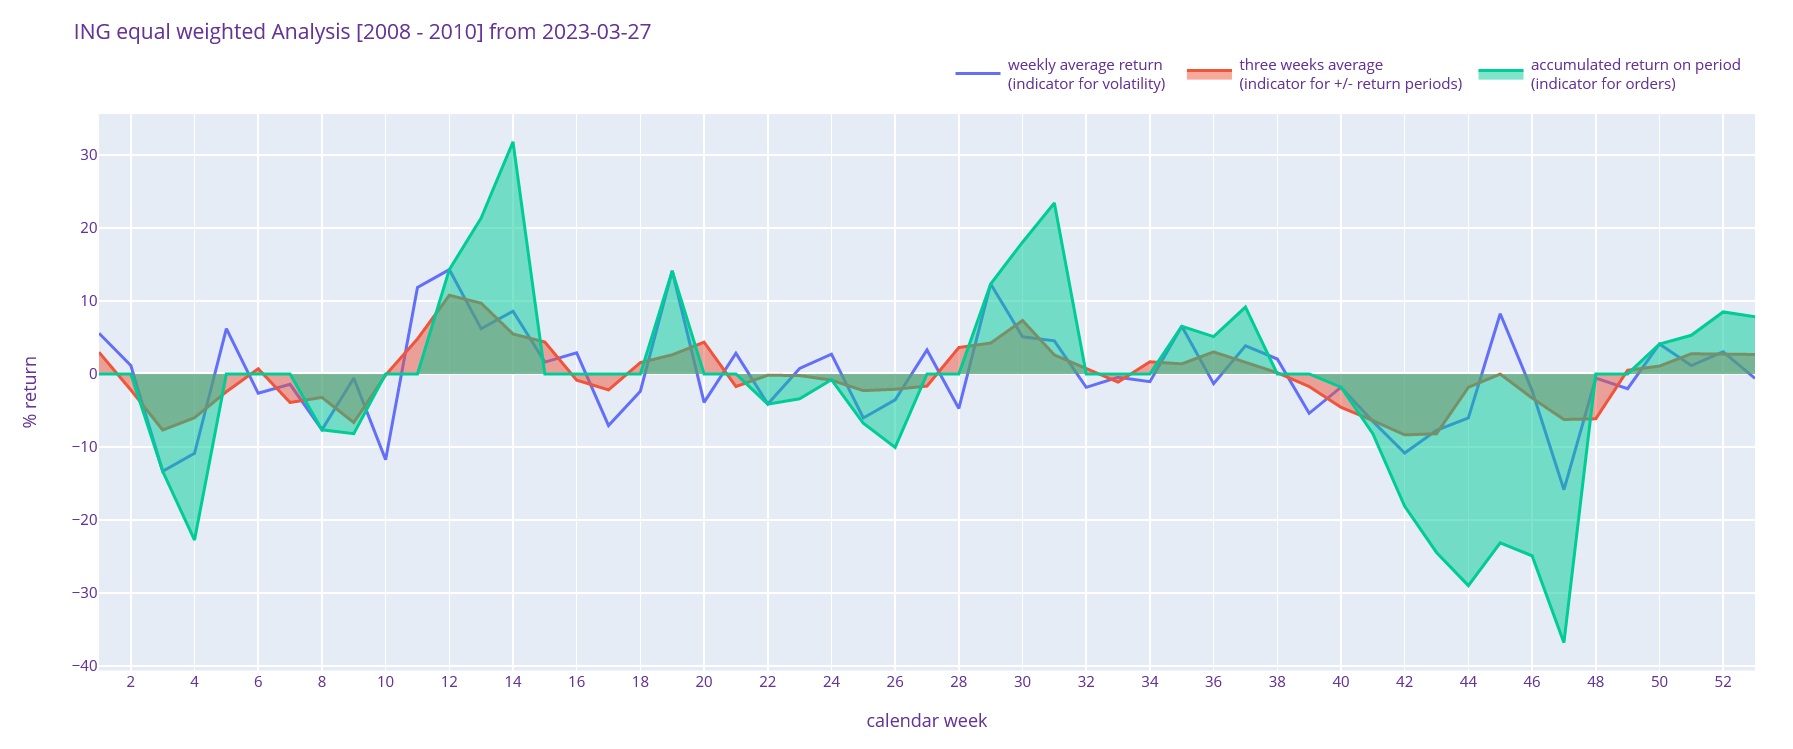 ING equal weighted Analysis [2008 - 2010] from 2023-03-27
weekly average return
(indicator for volatility)
three weeks average
(indicator for +/- return periods)
accumulated return on period
(indicator for orders)
30
20
10
0
−10
−20
−30
−40
% return
2 4 6 8 10 12 14 16 18 20 22 24 26 28 30 32 34 36 38 40 42 44 46 48 50 52
calendar week